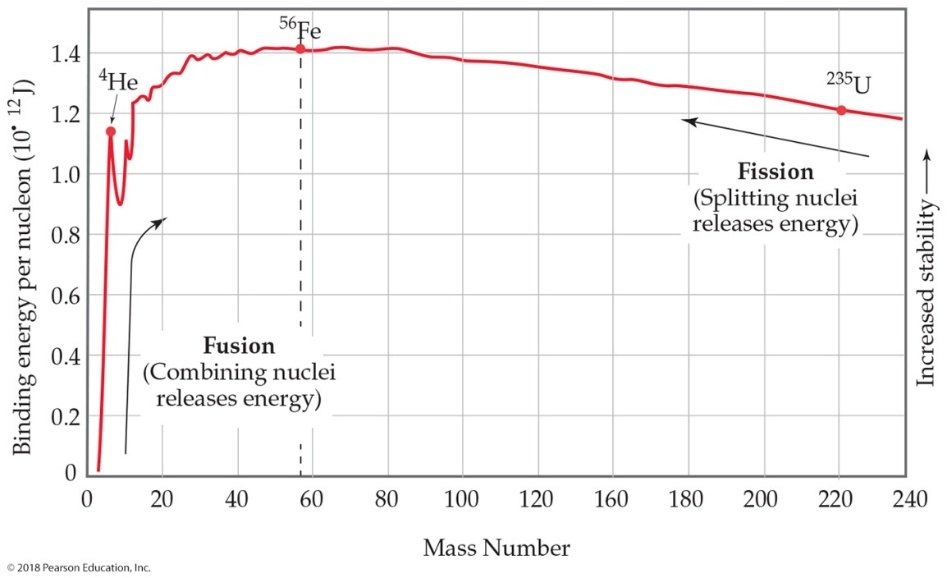 ⁵⁶Fe
⁴He
²³⁵U
Binding energy per nucleon (10• 12 J)
1.4
1.2
1.0
0.8
0.6
0.4
0.2
0
Fission
(Splitting nuclei
releases energy)
Fusion
(Combining nuclei
releases energy)
Increased stability →
0 20 40 60 80 100 120 140 160 180 200 220 240
Mass Number
© 2018 Pearson Education, Inc.